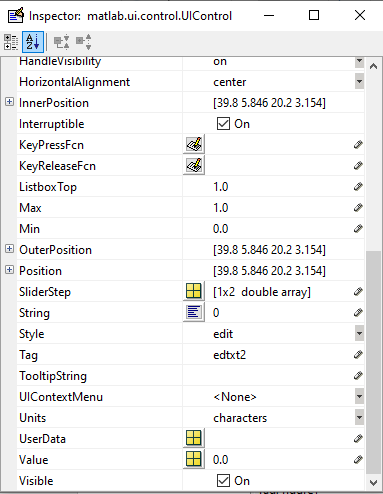 Inspector: matlab.ui.control.UIControl
HandleVisibility on
HorizontalAlignment center
InnerPosition [39.8 5.846 20.2 3.154]
Interruptible On
KeyPressFcn
KeyReleaseFcn
ListboxTop 1.0
Max 1.0
Min 0.0
OuterPosition [39.8 5.846 20.2 3.154]
Position [39.8 5.846 20.2 3.154]
SliderStep [1x2 double array]
String 0
Style edit
Tag edtxt2
TooltipString
UIContextMenu <None>
Units characters
UserData
Value 0.0
Visible On